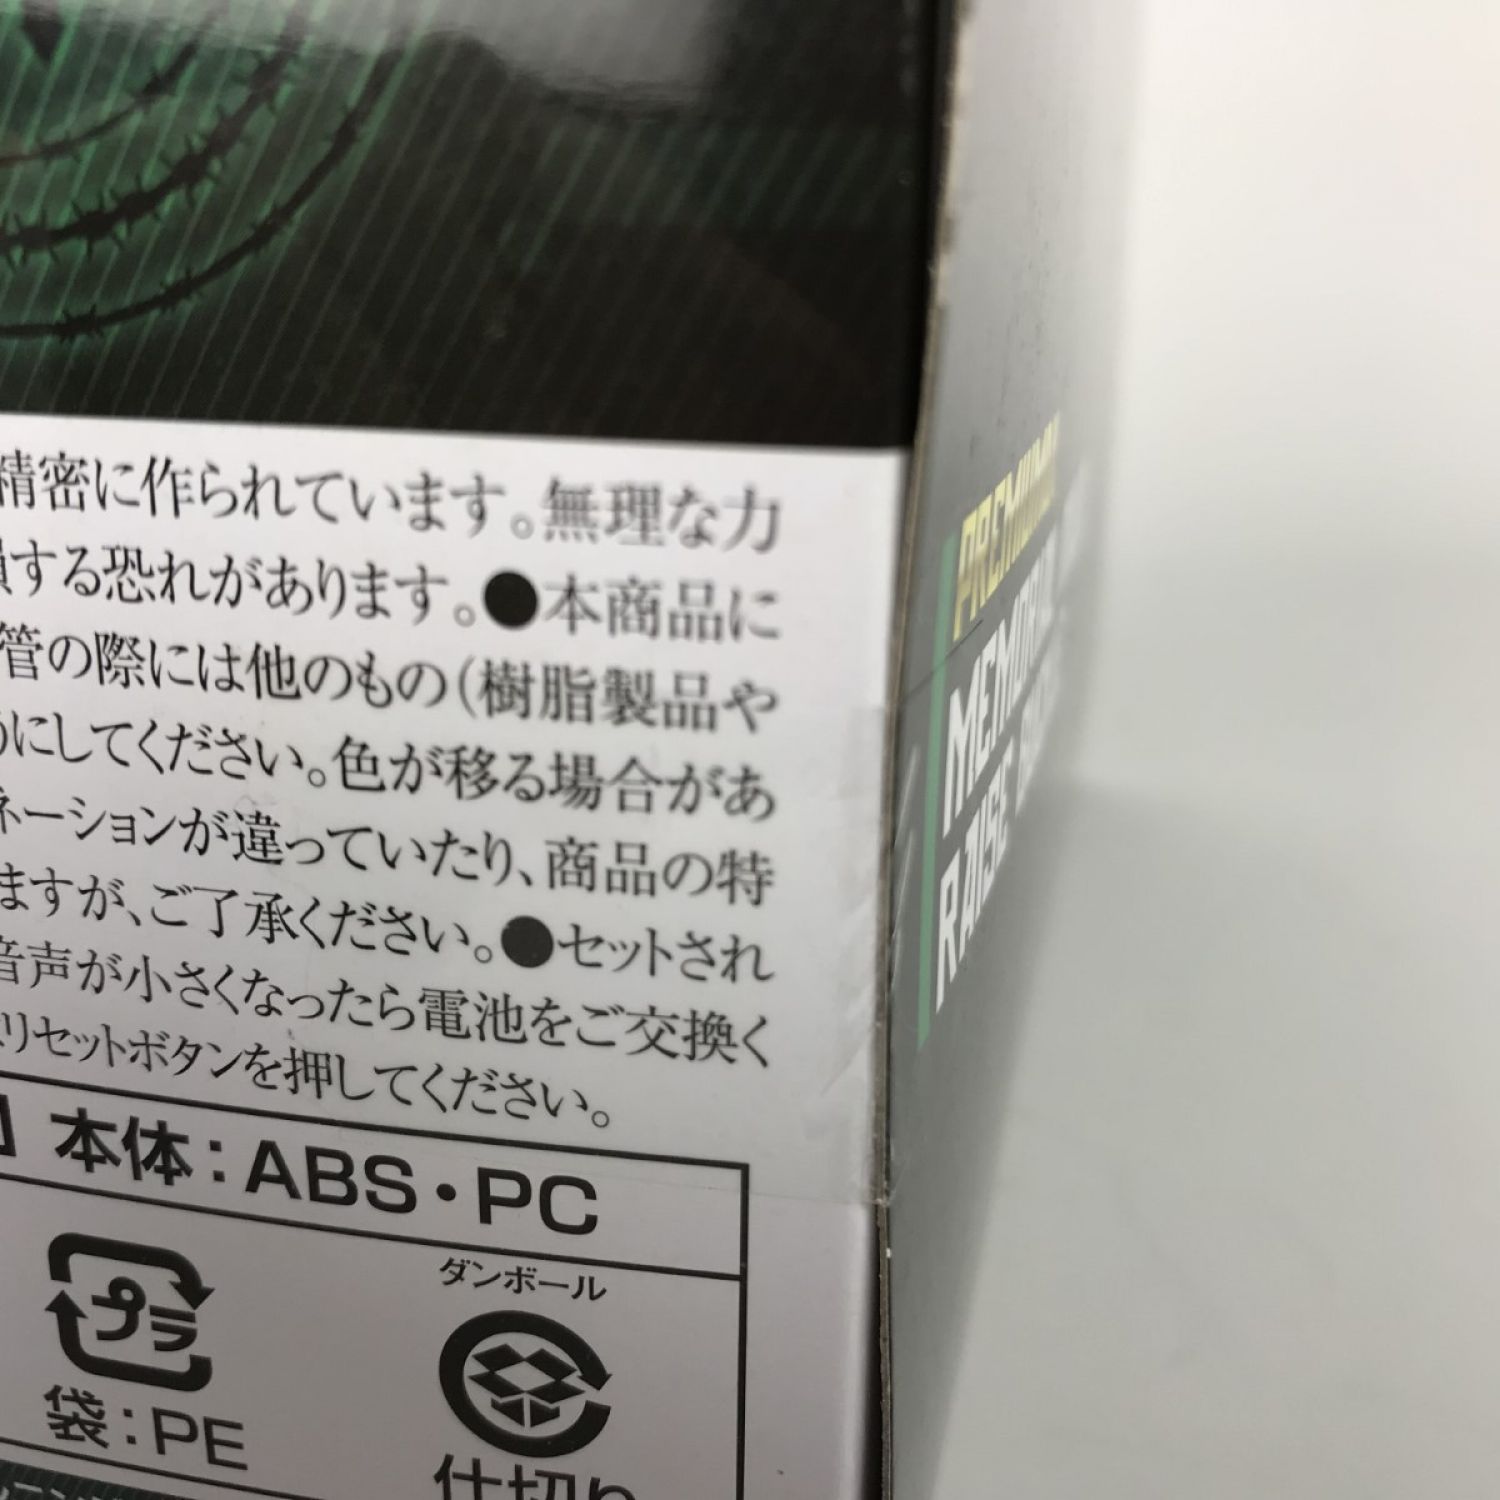 精密に作られています。無理な力
する恐れがあります。●本商品に
管の際には他のもの(樹脂製品や
にしてください。色が移る場合があ
ネーションが違っていたり、商品の特
ますが、ご了承ください。●セットされ
音声が小さくなったら電池をご交換く
リセットボタンを押してください。
本体：ABS・PC
ダンボール
プラ
袋：PE
仕切り
PREMIUM
MEMORIAL
RAISE